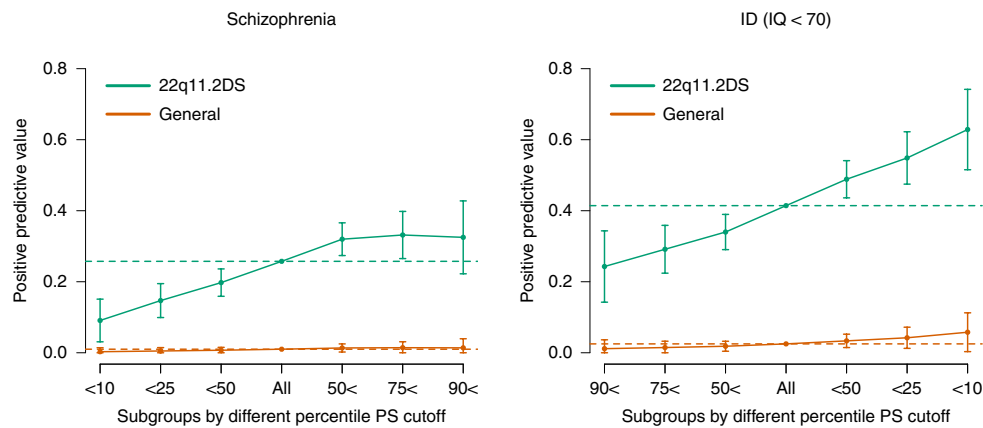 Schizophrenia
0.8
0.6
0.4
0.2
0.0
Positive predictive value
22q11.2DS
General
<10 <25 <50 All 50< 75< 90<
Subgroups by different percentile PS cutoff
ID (IQ < 70)
0.8
0.6
0.4
0.2
0.0
Positive predictive value
22q11.2DS
General
90< 75< 50< All <50 <25 <10
Subgroups by different percentile PS cutoff